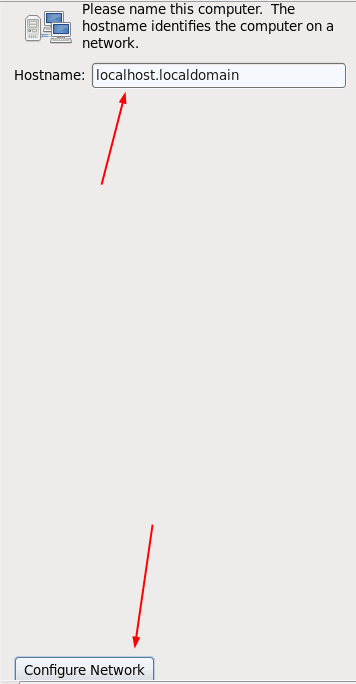 Please name this computer.  The
hostname identifies the computer on a
network.
Hostname: localhost.localdomain
Configure Network